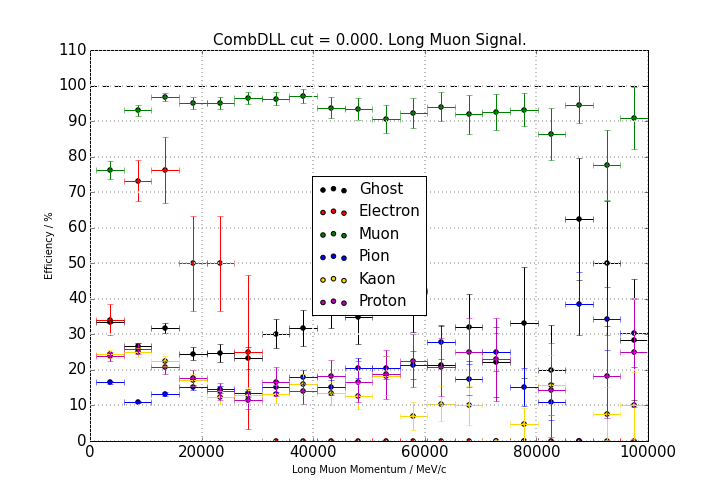 CombDLL cut = 0.000. Long Muon Signal.
110
100
90
80
70
60
50
40
30
20
10
0
Efficiency / %
Ghost
Electron
Muon
Pion
Kaon
Proton
0 20000 40000 60000 80000 100000
Long Muon Momentum / MeV/c